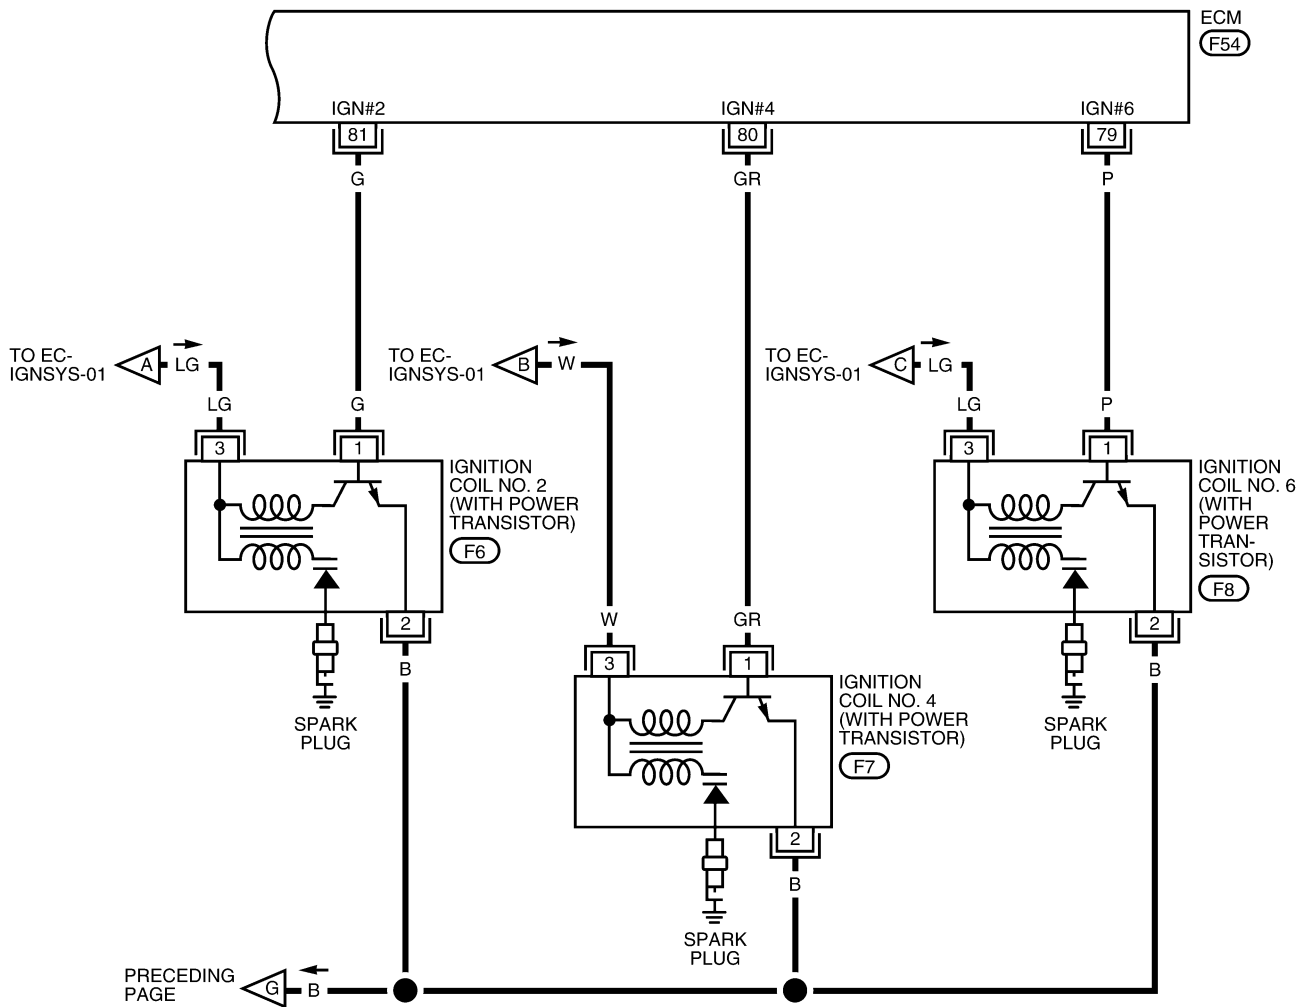 ECM
F54
IGN#2
IGN#4
IGN#6
81
80
79
G
GR
P
TO EC-
IGNSYS-01
A
LG
TO EC-
IGNSYS-01
B
W
TO EC-
IGNSYS-01
C
LG
LG
G
LG
P
3
1
3
1
IGNITION
COIL NO. 2
(WITH POWER
TRANSISTOR)
F6
IGNITION
COIL NO. 6
(WITH
POWER
TRAN-
SISTOR)
F8
2
W
GR
2
B
3
1
B
IGNITION
COIL NO. 4
(WITH POWER
TRANSISTOR)
F7
SPARK
PLUG
SPARK
PLUG
2
B
SPARK
PLUG
PRECEDING
PAGE
G
B